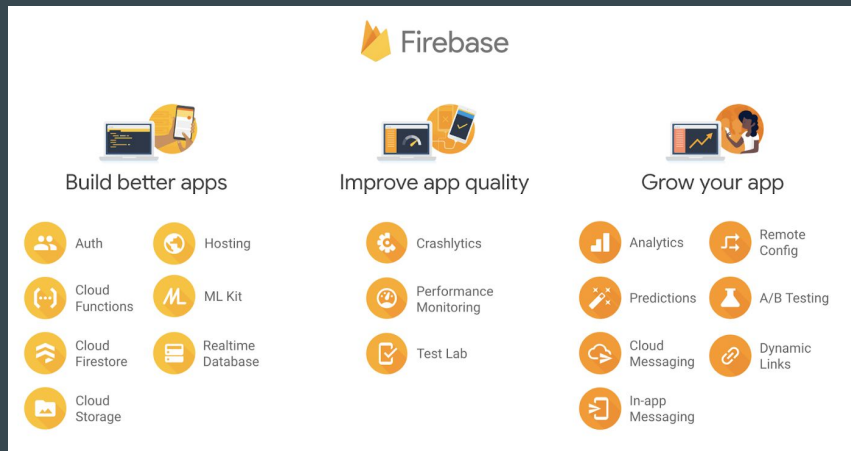 Firebase
Build better apps
Auth
Hosting
Cloud
Functions
ML Kit
Cloud
Firestore
Realtime
Database
Cloud
Storage
Improve app quality
Crashlytics
Performance
Monitoring
Test Lab
Grow your app
Analytics
Remote
Config
Predictions
A/B Testing
Cloud
Messaging
Dynamic
Links
In-app
Messaging